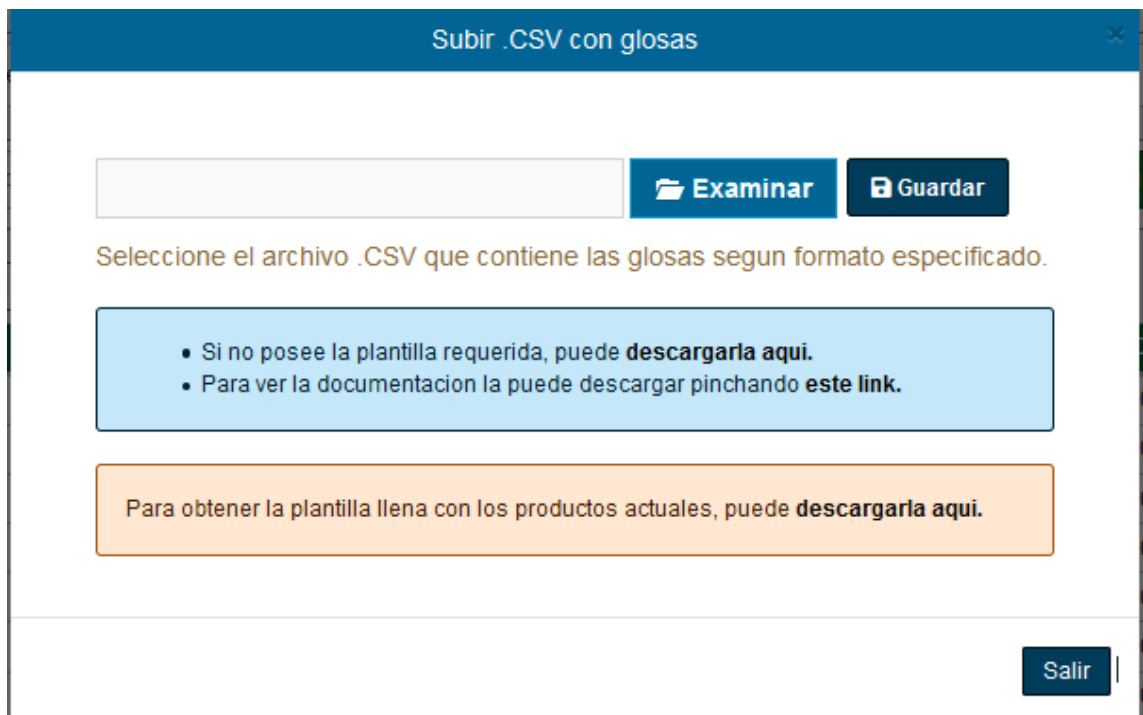 Subir .CSV con glosas
Examinar
Guardar
Seleccione el archivo .CSV que contiene las glosas segun formato especificado.
• Si no posee la plantilla requerida, puede descargarla aqui.
• Para ver la documentacion la puede descargar pinchando este link.
Para obtener la plantilla llena con los productos actuales, puede descargarla aqui.
Salir